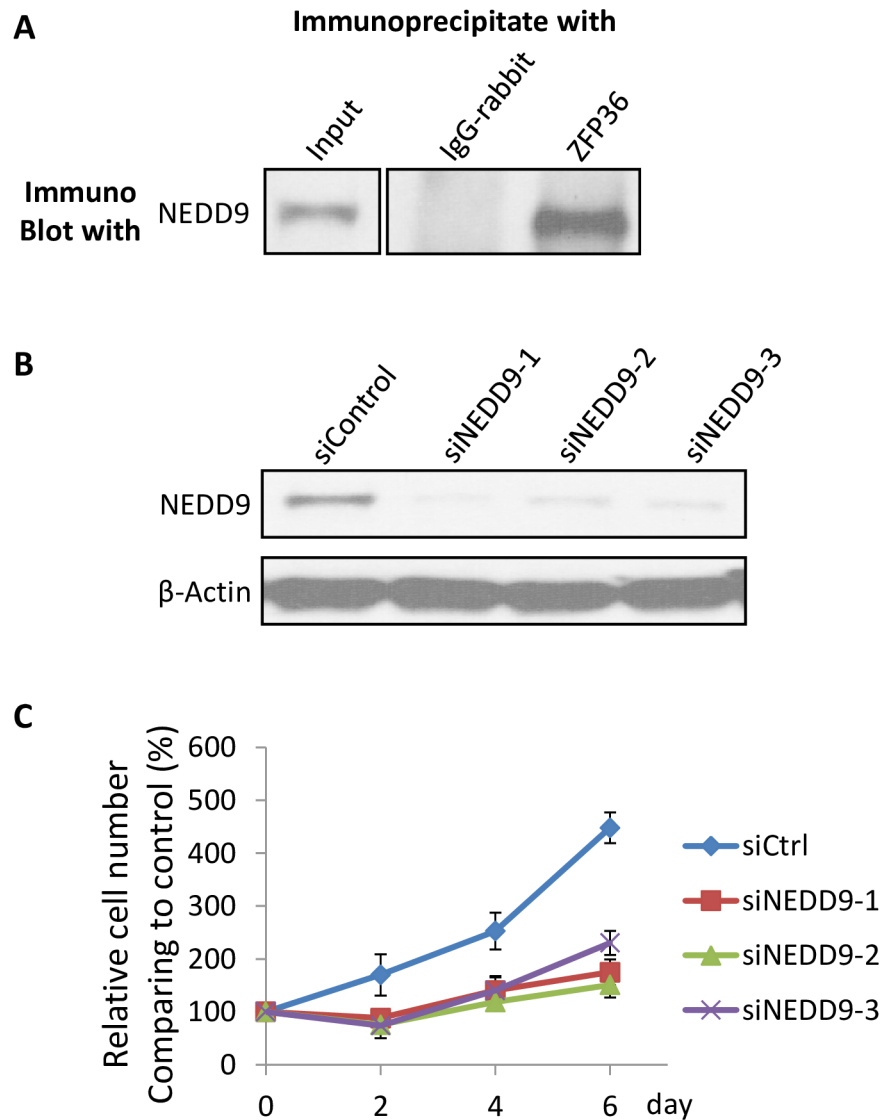 A
Immunoprecipitate with
Input
IgG-rabbit
ZFP36
Immuno
Blot with
NEDD9
B
siControl
siNEDD9-1
siNEDD9-2
siNEDD9-3
NEDD9
β-Actin
C
Relative cell number
Comparing to control (%)
600
500
400
300
200
100
0
0 2 4 6 day
siCtrl
siNEDD9-1
siNEDD9-2
siNEDD9-3